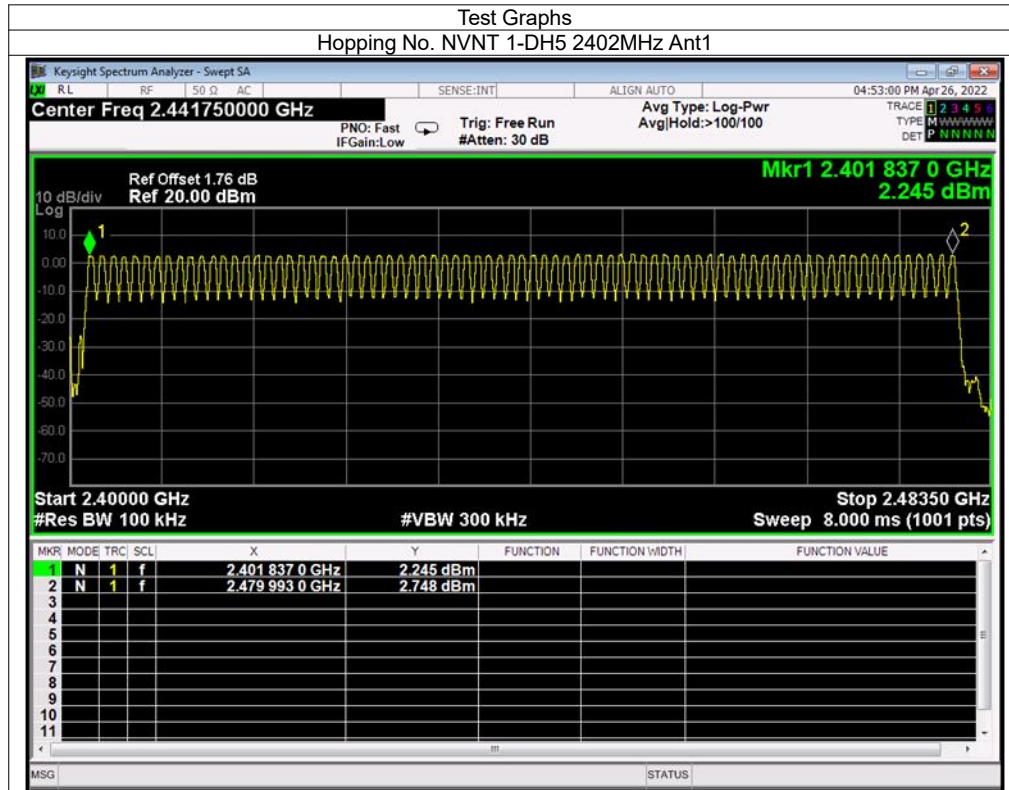 Test Graphs
Hopping No. NVNT 1-DH5 2402MHz Ant1
Keysight Spectrum Analyzer - Swept SA
LXI RL RF 50 Ω AC SENSE:INT ALIGN AUTO 04:53:00 PM Apr 26, 2022
Center Freq 2.441750000 GHz
PNO: Fast
IFGain:Low
Trig: Free Run
#Atten: 30 dB
Avg Type: Log-Pwr
Avg|Hold:>100/100
TRACE 1 2 3 4 5 6
TYPE M WWWWW
DET P N N N N N
Mkr1 2.401 837 0 GHz
2.245 dBm
Ref Offset 1.76 dB
10 dB/div Ref 20.00 dBm
Log
10.0
0.00
-10.0
-20.0
-30.0
-40.0
-50.0
-60.0
-70.0
1
2
Start 2.40000 GHz Stop 2.48350 GHz
#Res BW 100 kHz #VBW 300 kHz Sweep 8.000 ms (1001 pts)
MKR MODE TRC SCL X Y FUNCTION FUNCTION WIDTH FUNCTION VALUE
1 N 1 f 2.401 837 0 GHz 2.245 dBm
2 N 1 f 2.479 993 0 GHz 2.748 dBm
3
4
5
6
7
8
9
10
11
MSG STATUS